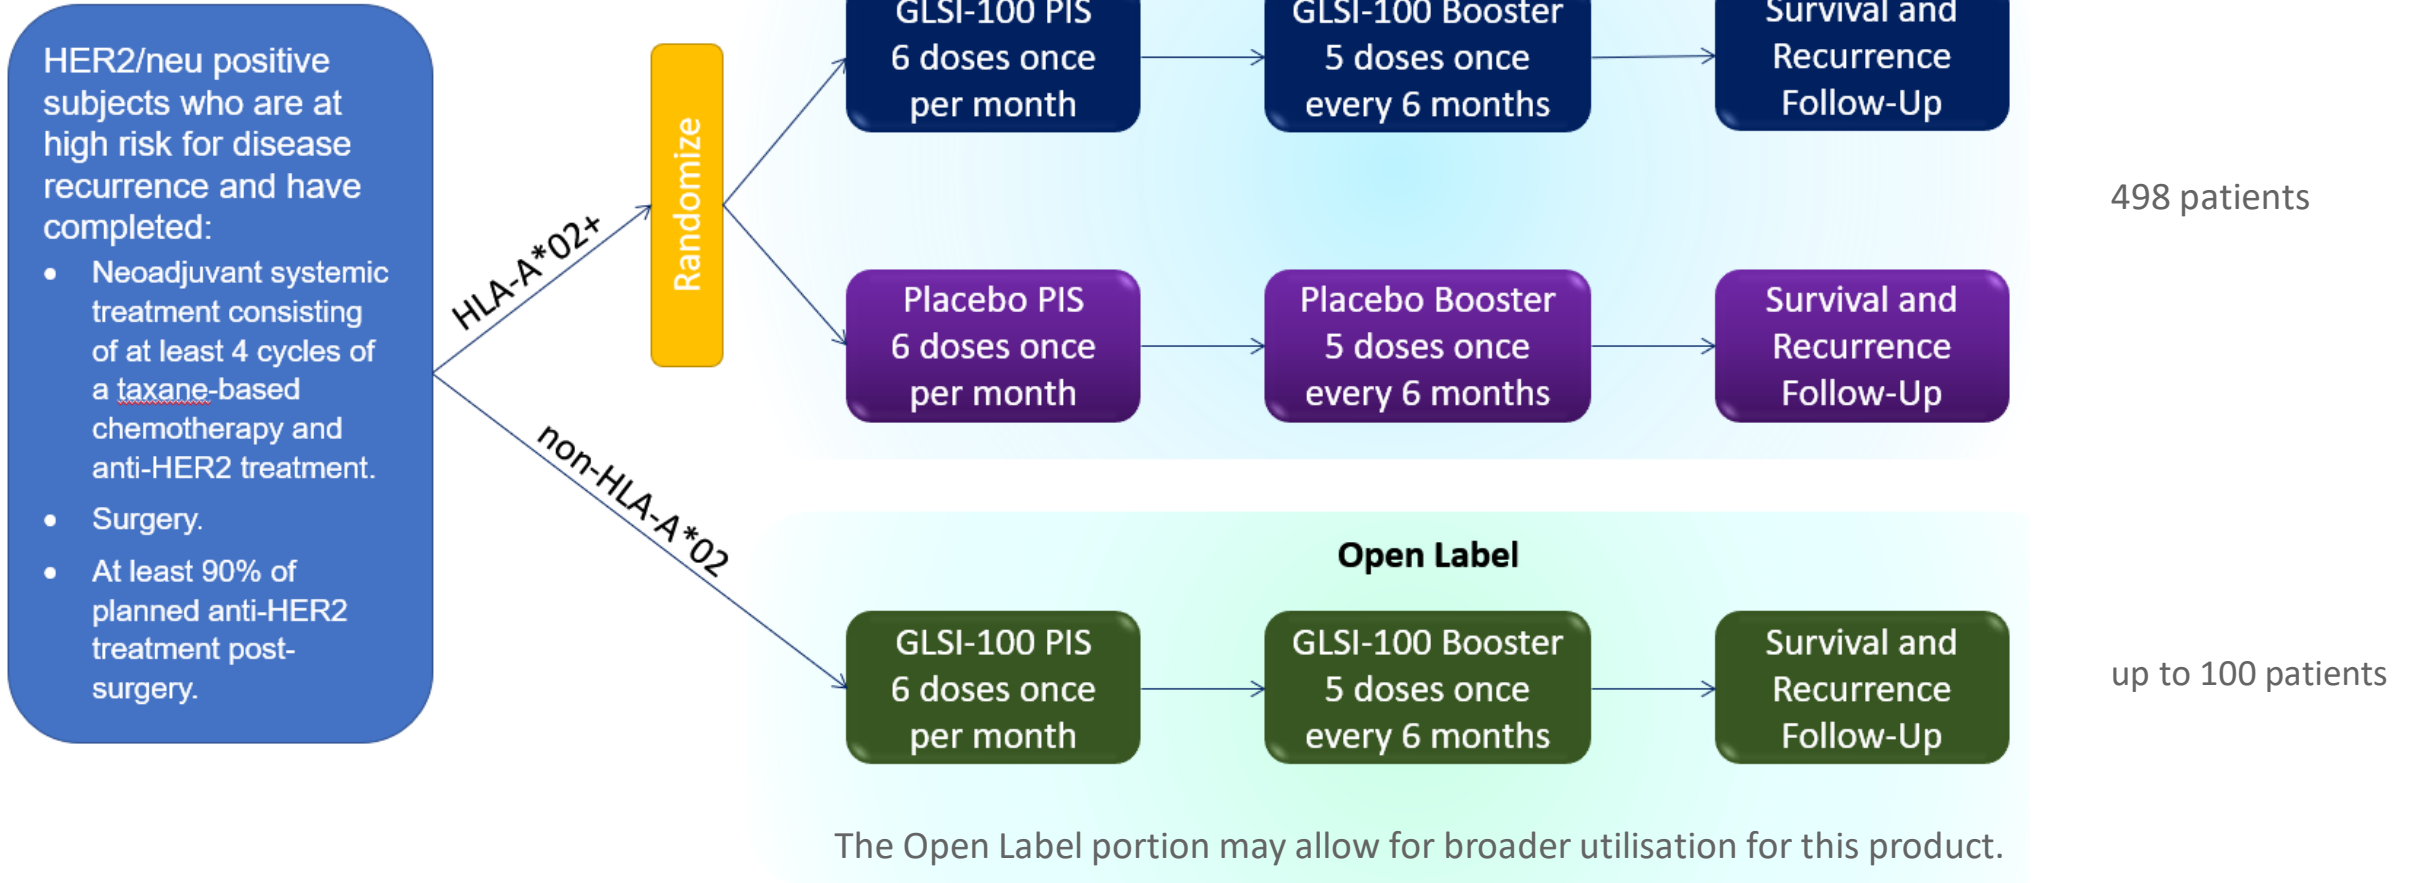 HER2/neu positive
subjects who are at
high risk for disease
recurrence and have
completed:
• Neoadjuvant systemic
treatment consisting
of at least 4 cycles of
a taxane-based
chemotherapy and
anti-HER2 treatment.
• Surgery.
• At least 90% of
planned anti-HER2
treatment post-
surgery.
HLA-A*02+
non-HLA-A*02
Randomize
GLSI-100 PIS
6 doses once
per month
GLSI-100 Booster
5 doses once
every 6 months
Survival and
Recurrence
Follow-Up
498 patients
Placebo PIS
6 doses once
per month
Placebo Booster
5 doses once
every 6 months
Survival and
Recurrence
Follow-Up
Open Label
GLSI-100 PIS
6 doses once
per month
GLSI-100 Booster
5 doses once
every 6 months
Survival and
Recurrence
Follow-Up
up to 100 patients
The Open Label portion may allow for broader utilisation for this product.